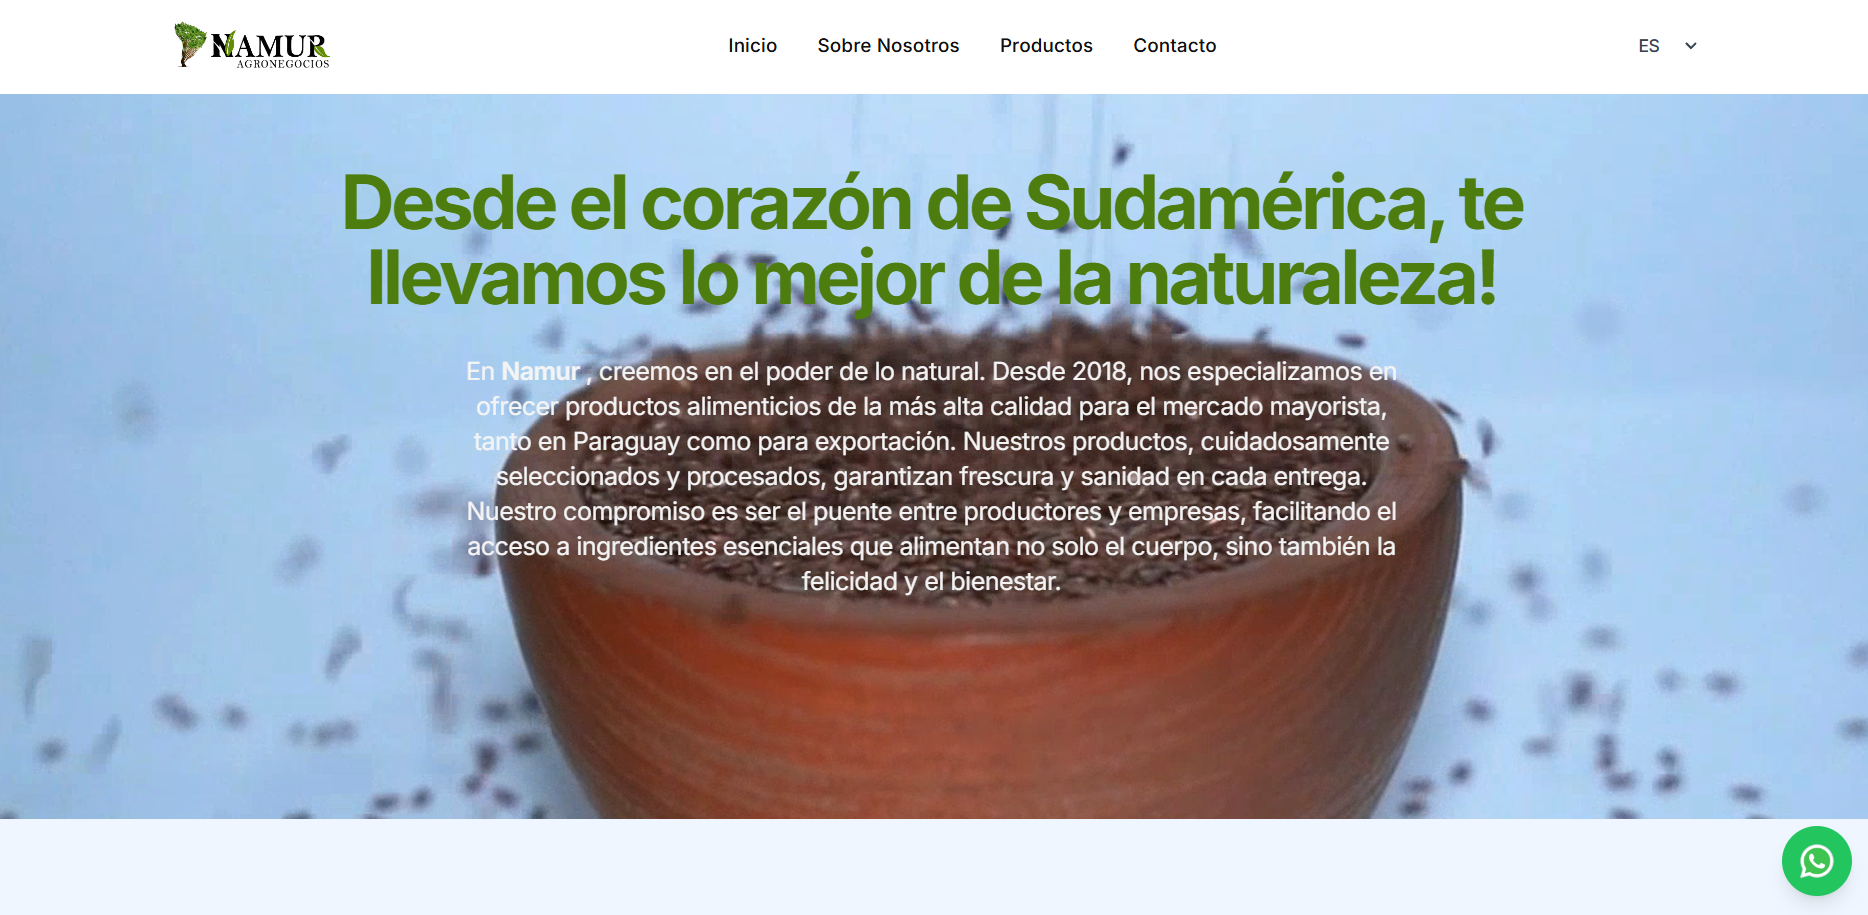 NAMUR
AGRONEGOCIOS
Inicio
Sobre Nosotros
Productos
Contacto
ES
Desde el corazón de Sudamérica, te
llevamos lo mejor de la naturaleza!
En Namur , creemos en el poder de lo natural. Desde 2018, nos especializamos en
ofrecer productos alimenticios de la más alta calidad para el mercado mayorista,
tanto en Paraguay como para exportación. Nuestros productos, cuidadosamente
seleccionados y procesados, garantizan frescura y sanidad en cada entrega.
Nuestro compromiso es ser el puente entre productores y empresas, facilitando el
acceso a ingredientes esenciales que alimentan no solo el cuerpo, sino también la
felicidad y el bienestar.